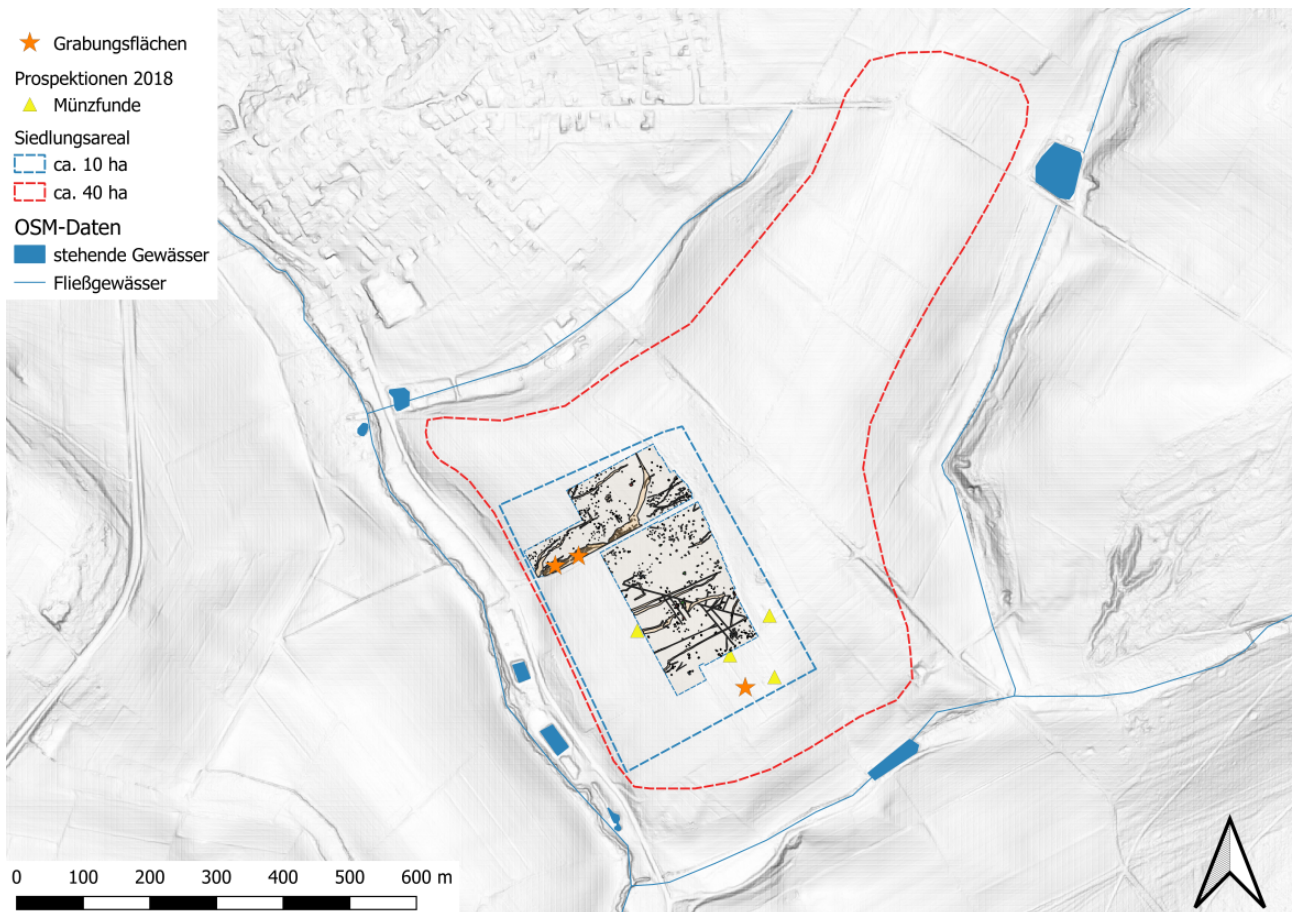 Grabungsflächen
Prospektionen 2018
Münzfunde
Siedlungsareal
ca. 10 ha
ca. 40 ha
OSM-Daten
stehende Gewässer
Fließgewässer
0 100 200 300 400 500 600 m